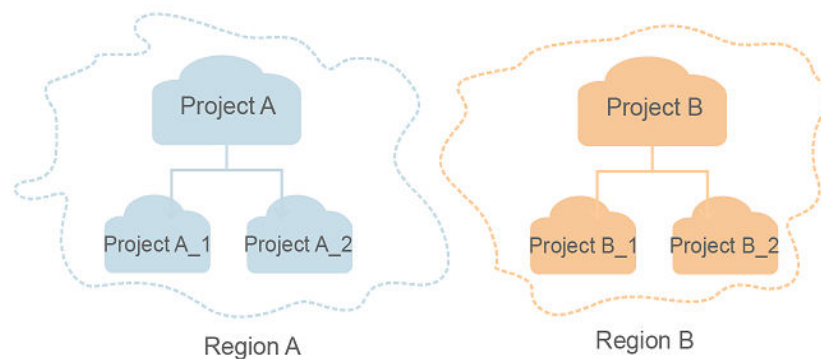 Project A
Project A_1
Project A_2
Region A
Project B
Project B_1
Project B_2
Region B